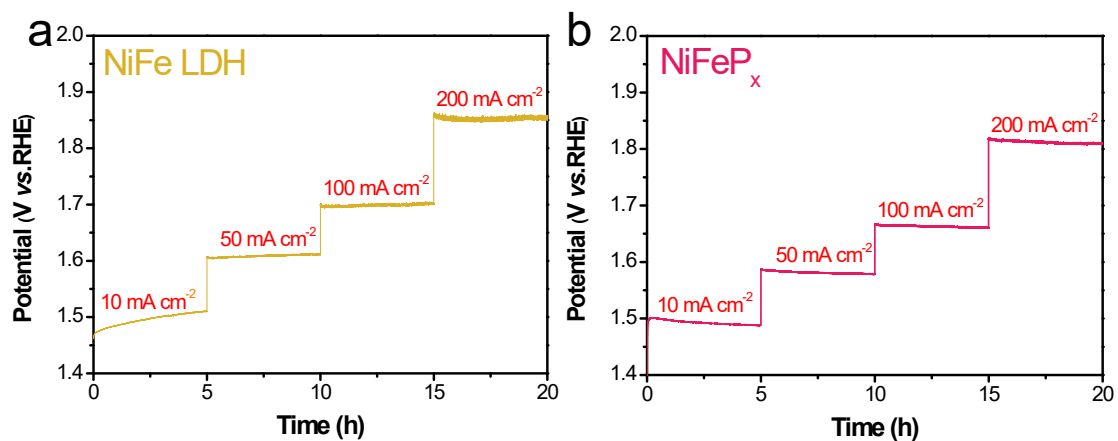 a
NiFe LDH
2.0
1.9
1.8
1.7
1.6
1.5
1.4
Potential (V vs.RHE)
10 mA cm-2
50 mA cm-2
100 mA cm-2
200 mA cm-2
0 5 10 15 20
Time (h)
b
NiFePx
2.0
1.9
1.8
1.7
1.6
1.5
1.4
Potential (V vs.RHE)
10 mA cm-2
50 mA cm-2
100 mA cm-2
200 mA cm-2
0 5 10 15 20
Time (h)